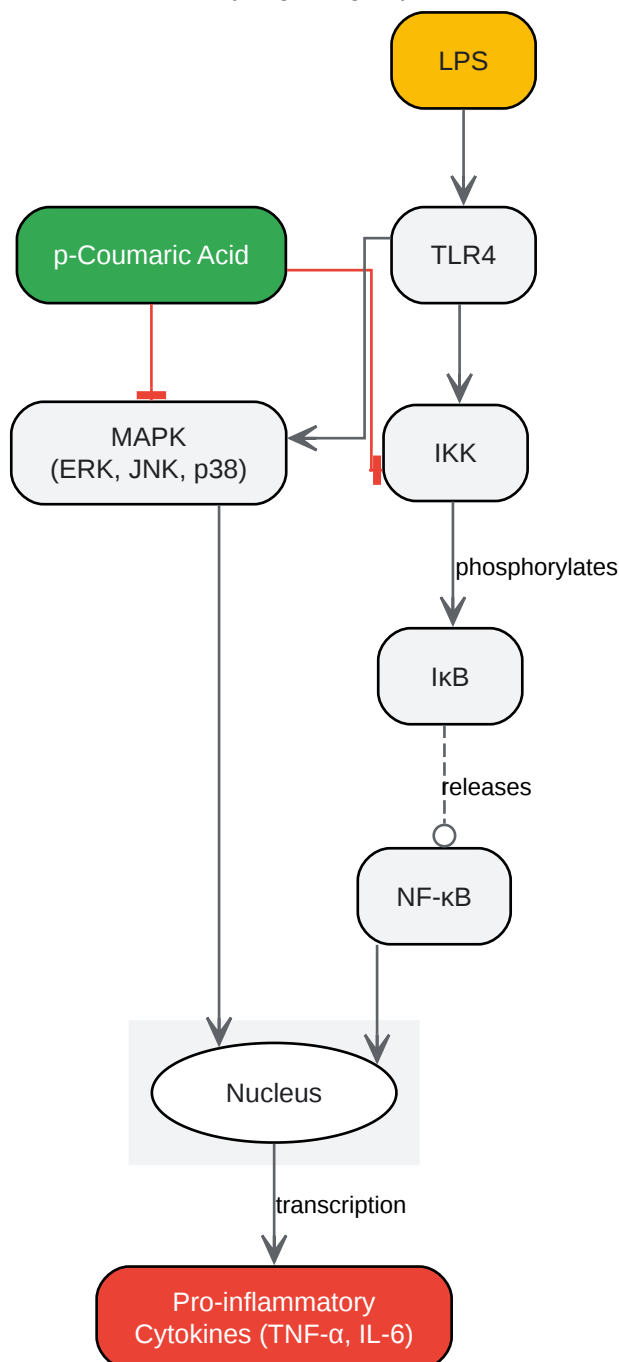 LPS
p-Coumaric Acid
TLR4
MAPK
(ERK, JNK, p38)
IKK
phosphorylates
IκB
releases
NF-κB
Nucleus
transcription
Pro-inflammatory
Cytokines (TNF-α, IL-6)